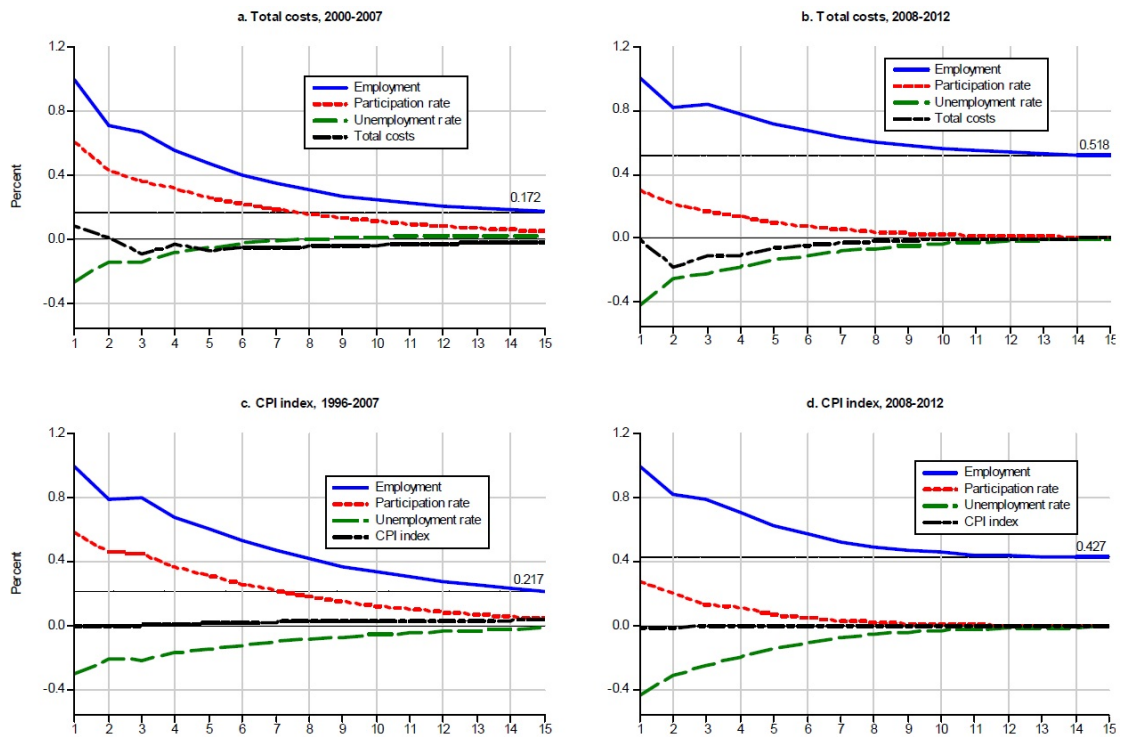 a. Total costs, 2000-2007
1.2
0.8
0.4
0.0
-0.4
Percent
Employment
Participation rate
Unemployment rate
Total costs
0.172
1 2 3 4 5 6 7 8 9 10 11 12 13 14 15
b. Total costs, 2008-2012
1.2
0.8
0.4
0.0
-0.4
Employment
Participation rate
Unemployment rate
Total costs
0.518
1 2 3 4 5 6 7 8 9 10 11 12 13 14 15
c. CPI index, 1996-2007
1.2
0.8
0.4
0.0
-0.4
Percent
Employment
Participation rate
Unemployment rate
CPI index
0.217
1 2 3 4 5 6 7 8 9 10 11 12 13 14 15
d. CPI index, 2008-2012
1.2
0.8
0.4
0.0
-0.4
Employment
Participation rate
Unemployment rate
CPI index
0.427
1 2 3 4 5 6 7 8 9 10 11 12 13 14 15